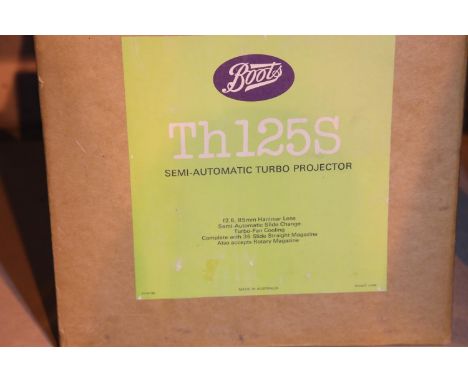 Boots
Th125S
SEMI-AUTOMATIC TURBO PROJECTOR
f2.8, 85mm Hanimar Lens
Semi-Automatic Slide Change
Turbo-Fan Cooling
Complete with 36 Slide Straight Magazine
Also accepts Rotary Magazine
MADE IN AUSTRALIA